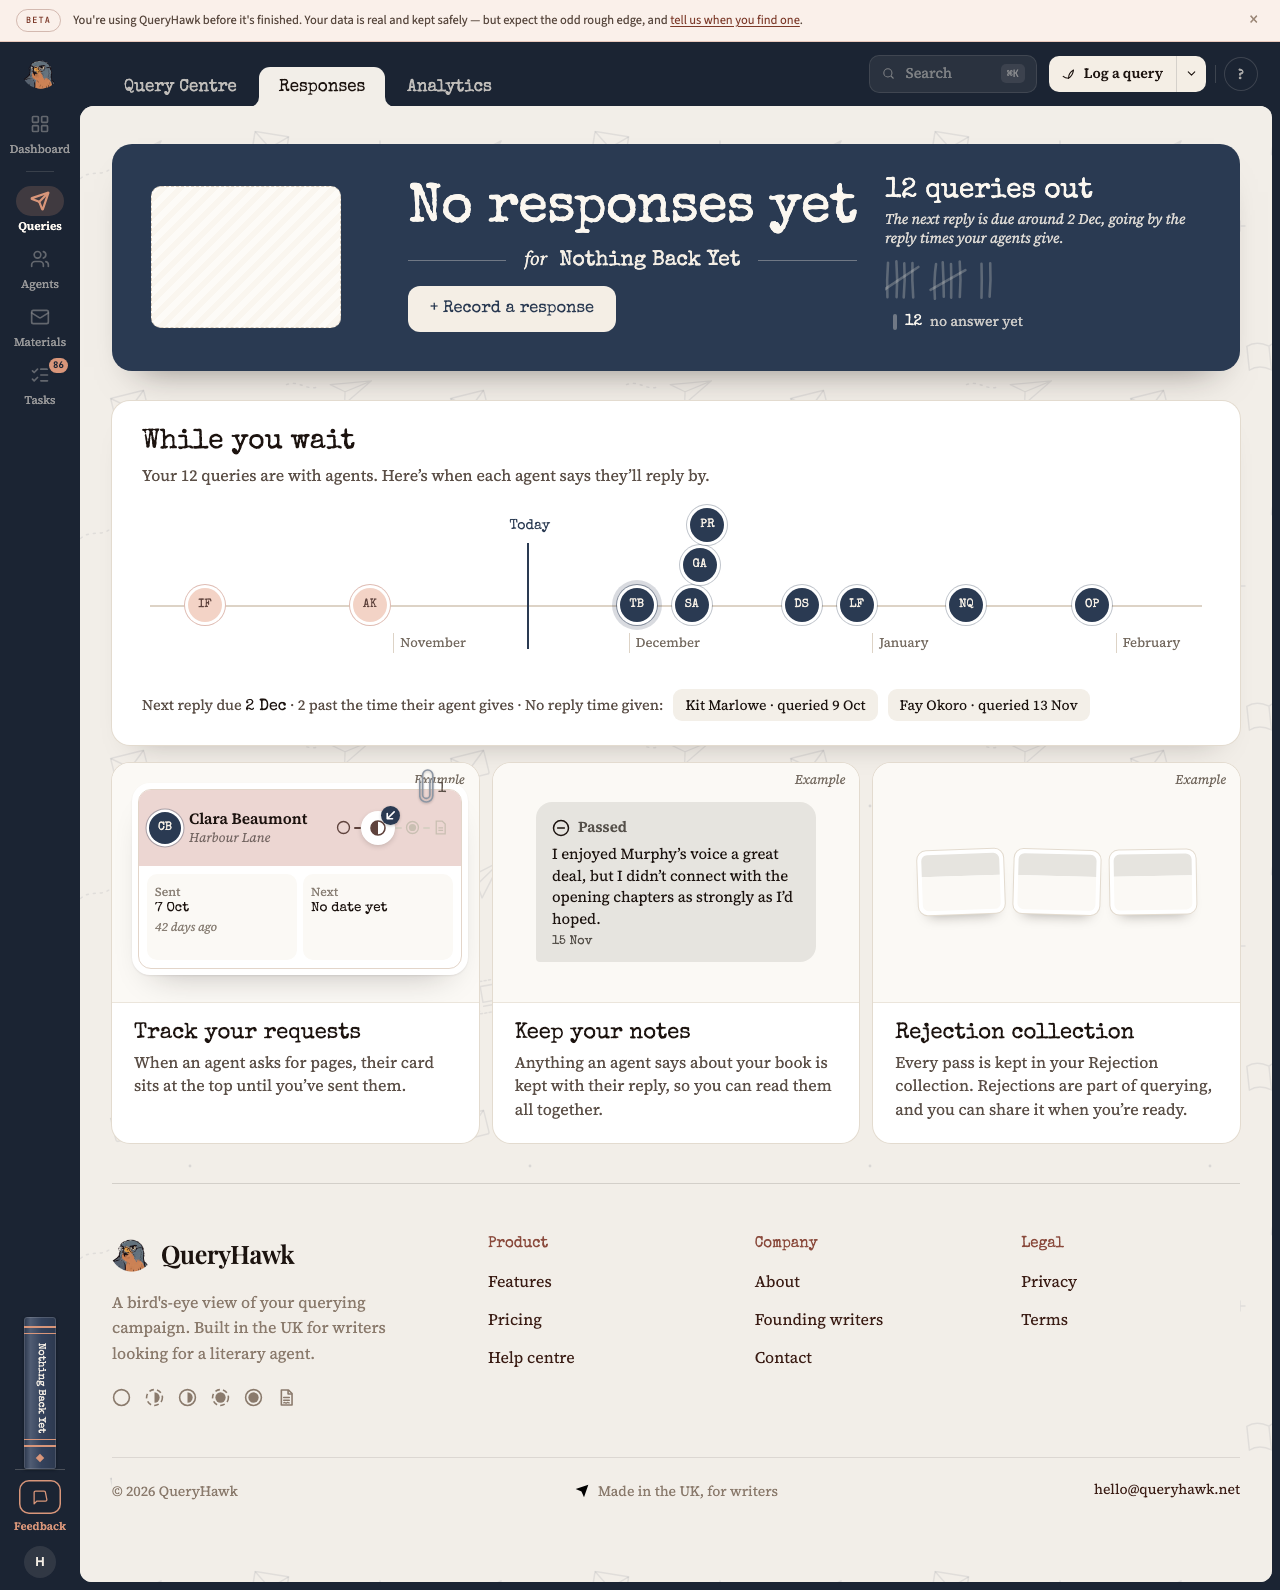 BETA You're using QueryHawk before it's finished. Your data is real and kept safely — but expect the odd rough edge, and tell us when you find one. ×
Query Centre Responses Analytics Search ⌘K Log a query ?
Dashboard
Queries
Agents
Materials
86
Tasks
No responses yet
for Nothing Back Yet
+ Record a response
12 queries out
The next reply is due around 2 Dec, going by the
reply times your agents give.
12 no answer yet
While you wait
Your 12 queries are with agents. Here’s when each agent says they’ll reply by.
Today
PR
GA
IF AK TB SA DS LF NQ OP
November December January February
Next reply due 2 Dec · 2 past the time their agent gives · No reply time given: Kit Marlowe · queried 9 Oct Fay Okoro · queried 13 Nov
Example
1
CB Clara Beaumont
Harbour Lane
Sent
7 Oct
42 days ago
Next
No date yet
Track your requests
When an agent asks for pages, their card
sits at the top until you’ve sent them.
Example
Passed
I enjoyed Murphy’s voice a great
deal, but I didn’t connect with the
opening chapters as strongly as I’d
hoped.
15 Nov
Keep your notes
Anything an agent says about your book is
kept with their reply, so you can read them
all together.
Example
Rejection collection
Every pass is kept in your Rejection
collection. Rejections are part of querying,
and you can share it when you’re ready.
QueryHawk
A bird's-eye view of your querying
campaign. Built in the UK for writers
looking for a literary agent.
Product
Features
Pricing
Help centre
Company
About
Founding writers
Contact
Legal
Privacy
Terms
Nothing Back Yet
Feedback
H
© 2026 QueryHawk Made in the UK, for writers hello@queryhawk.net